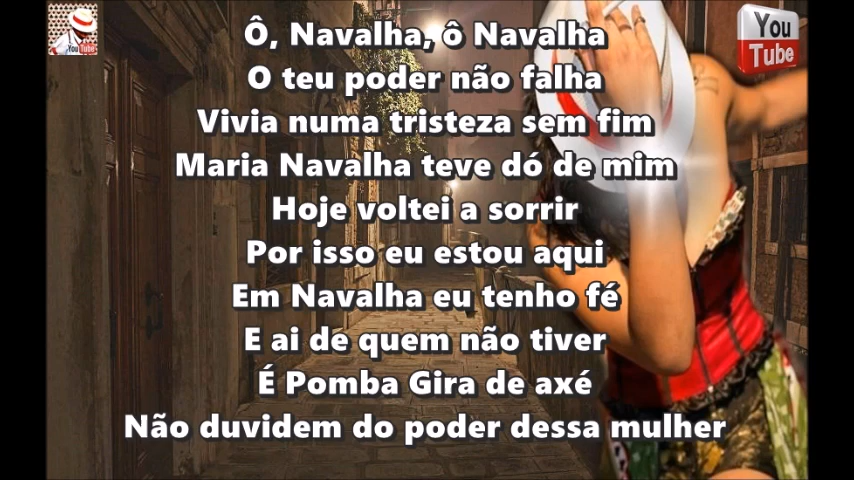 Ô, Navalha, ô Navalha
O teu poder não falha
Vivia numa tristeza sem fim
Maria Navalha teve dó de mim
Hoje voltei a sorrir
Por isso eu estou aqui
Em Navalha eu tenho fé
E ai de quem não tiver
É Pomba Gira de axé
Não duvidem do poder dessa mulher
You
Tube
YouTube